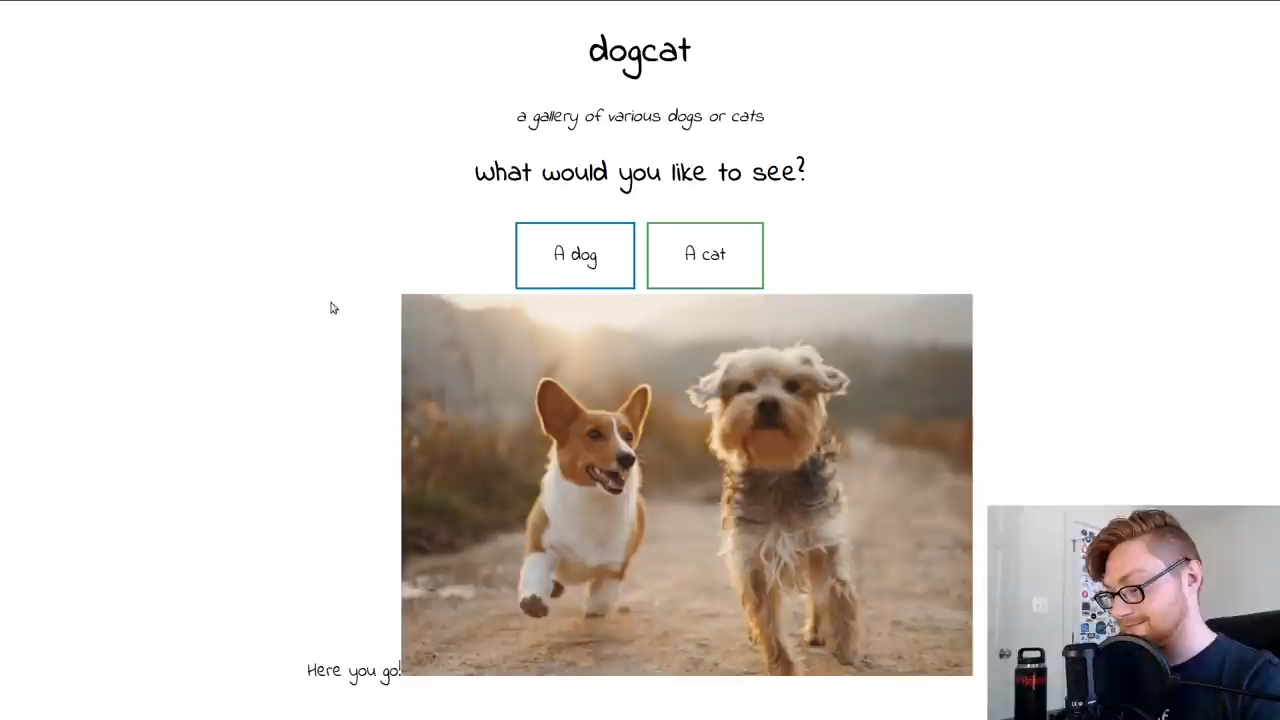 dogcat
a gallery of various dogs or cats
What would you like to see?
A dog
A cat
Here you go!